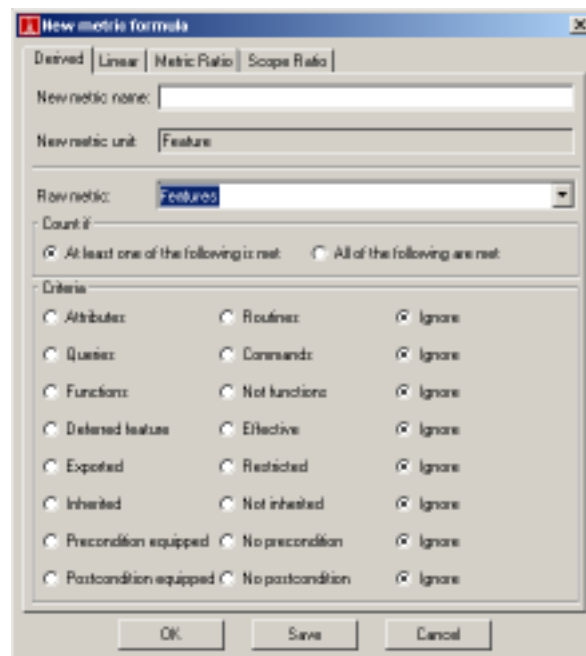 New metric formula
Derived Linear Metric Ratio Scope Ratio
New metric name:
New metric unit: Feature
Raw metric: Features
Count if
At least one of the following is met All of the following are met
Criteria
Attributes Routines Ignore
Queries Commands Ignore
Functions Not functions Ignore
Deferred feature Effective Ignore
Exported Restricted Ignore
Inherited Not inherited Ignore
Precondition equipped No precondition Ignore
Postcondition equipped No postcondition Ignore
OK Save Cancel